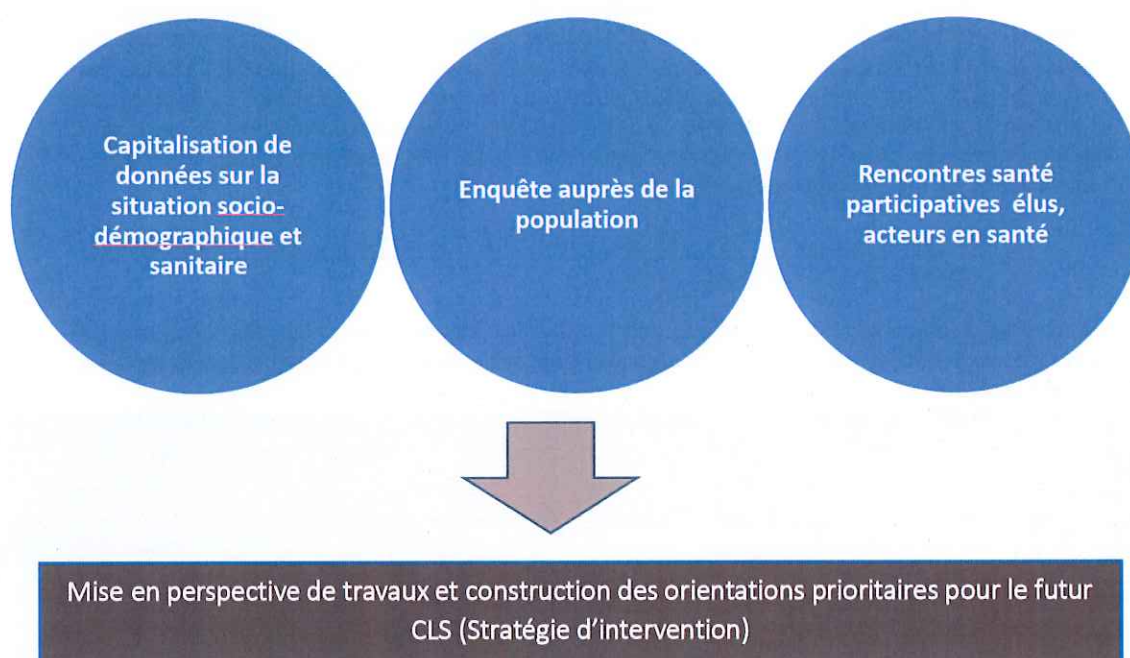 Capitalisation de
données sur la
situation socio-
démographique et
sanitaire
Enquête auprès de la
population
Rencontres santé
participatives élus,
acteurs en santé
Mise en perspective de travaux et construction des orientations prioritaires pour le futur
CLS (Stratégie d'intervention)